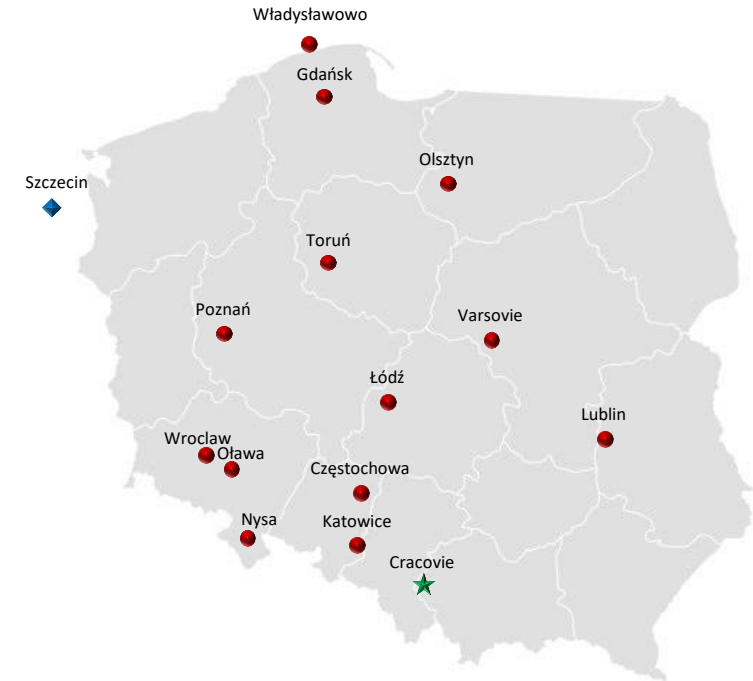 Władysławowo
Gdańsk
Olsztyn
Szczecin
Toruń
Poznań
Varsovie
Łódź
Lublin
Wroclaw
Oława
Częstochowa
Nysa
Katowice
Cracovie